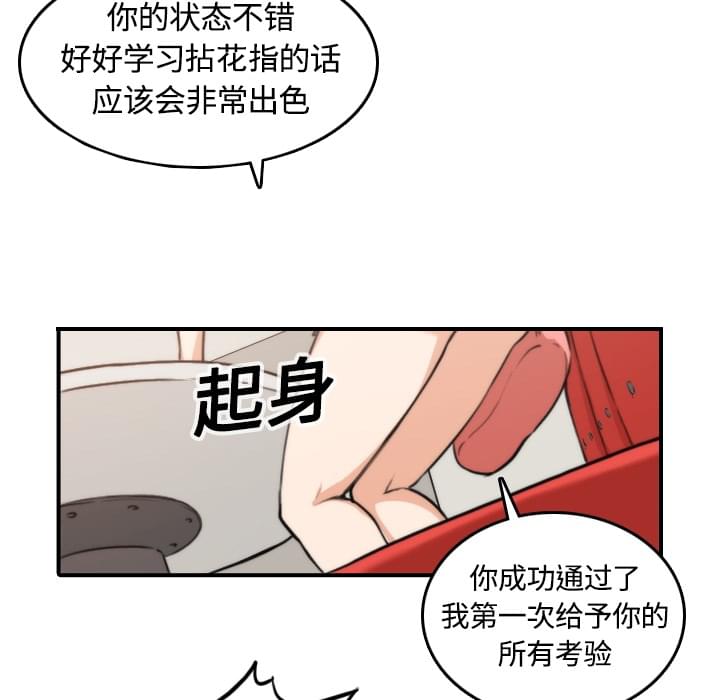 你的状态不错
好好学习拈花指的话
应该会非常出色
起身
你成功通过了
我第一次给予你的
所有考验